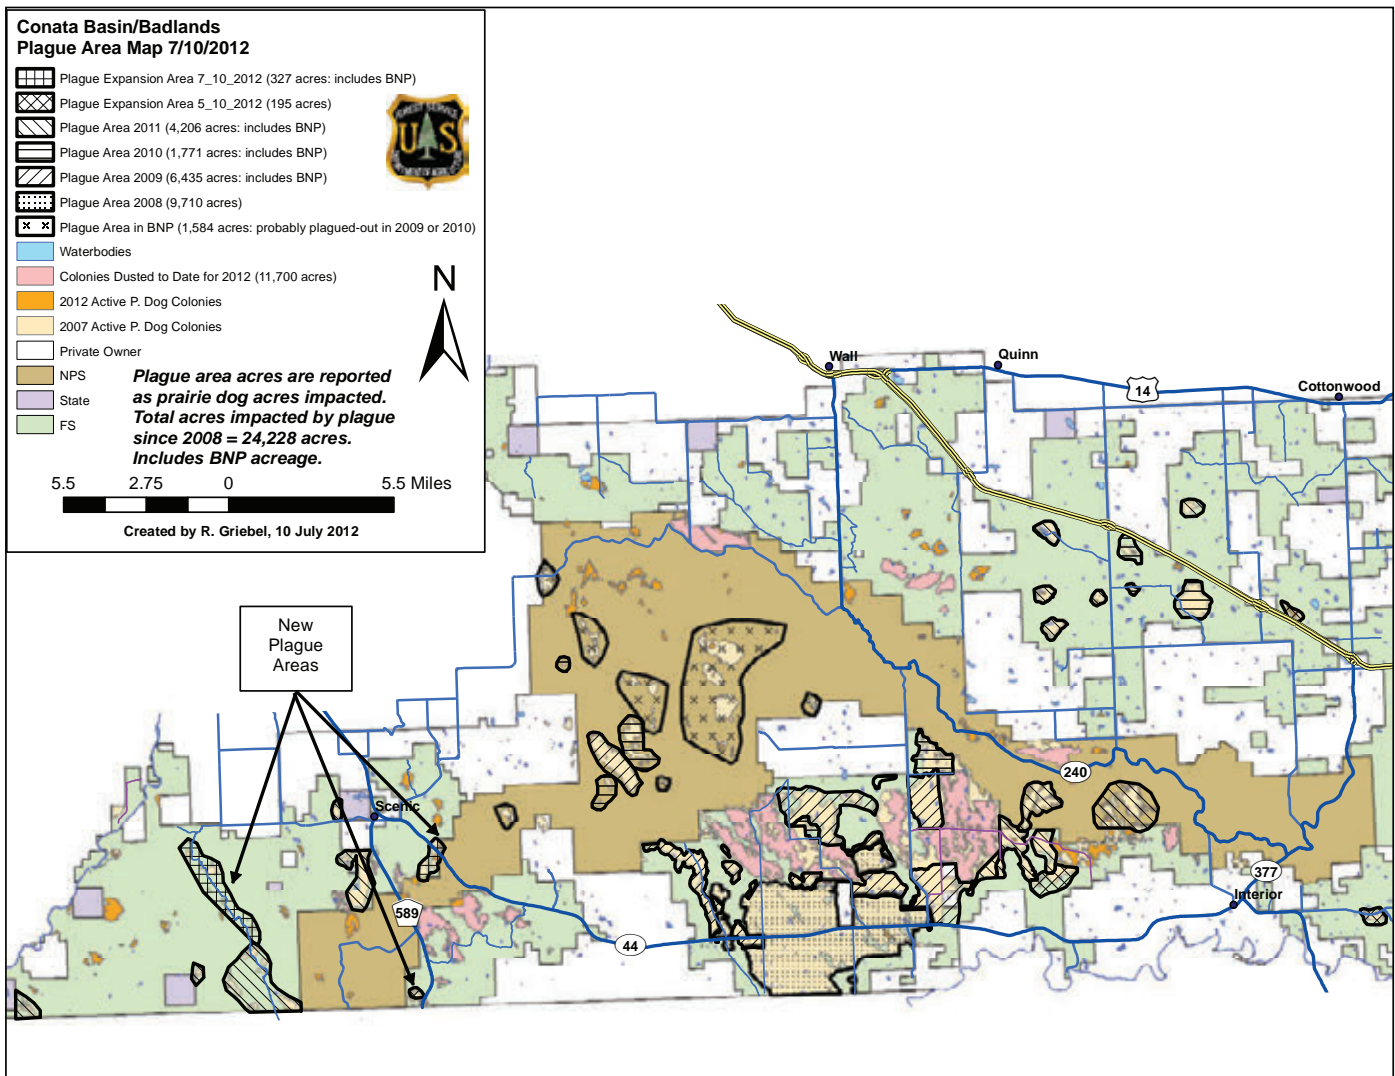 Conata Basin/Badlands
Plague Area Map 7/10/2012
Plague Expansion Area 7_10_2012 (327 acres: includes BNP)
Plague Expansion Area 5_10_2012 (195 acres)
Plague Area 2011 (4,206 acres: includes BNP)
Plague Area 2010 (1,771 acres: includes BNP)
Plague Area 2009 (6,435 acres: includes BNP)
Plague Area 2008 (9,710 acres)
Plague Area in BNP (1,584 acres: probably plagued-out in 2009 or 2010)
Waterbodies
Colonies Dusted to Date for 2012 (11,700 acres)
2012 Active P. Dog Colonies
2007 Active P. Dog Colonies
Private Owner
NPS
State
FS
FOREST SERVICE
U S
DEPARTMENT OF AGRICULTURE
N
Plague area acres are reported
as prairie dog acres impacted.
Total acres impacted by plague
since 2008 = 24,228 acres.
Includes BNP acreage.
5.5 2.75 0 5.5 Miles
Created by R. Griebel, 10 July 2012
Wall
Quinn
14
Cottonwood
New
Plague
Areas
240
Scenic
377
Interior
589
44